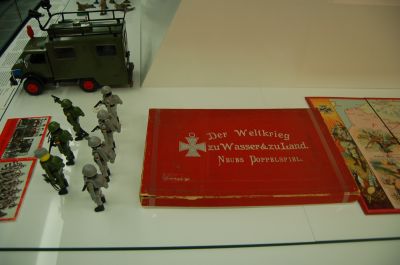 Der Weltkrieg
zu Wasser & zu Land.
Neues Doppelspiel.